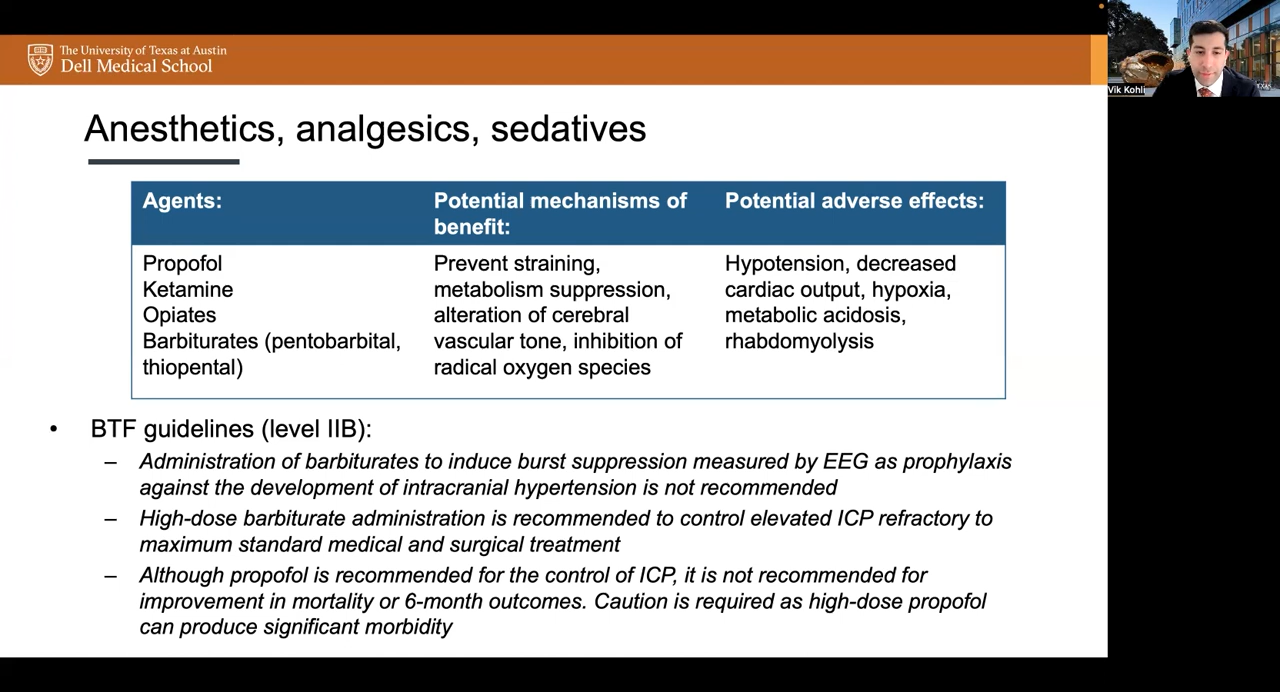 The University of Texas at Austin
Dell Medical School
Vik Kohli
Anesthetics, analgesics, sedatives
Agents:
Potential mechanisms of
benefit:
Potential adverse effects:
Propofol
Ketamine
Opiates
Barbiturates (pentobarbital,
thiopental)
Prevent straining,
metabolism suppression,
alteration of cerebral
vascular tone, inhibition of
radical oxygen species
Hypotension, decreased
cardiac output, hypoxia,
metabolic acidosis,
rhabdomyolysis
• BTF guidelines (level IIB):
– Administration of barbiturates to induce burst suppression measured by EEG as prophylaxis
against the development of intracranial hypertension is not recommended
– High-dose barbiturate administration is recommended to control elevated ICP refractory to
maximum standard medical and surgical treatment
– Although propofol is recommended for the control of ICP, it is not recommended for
improvement in mortality or 6-month outcomes. Caution is required as high-dose propofol
can produce significant morbidity